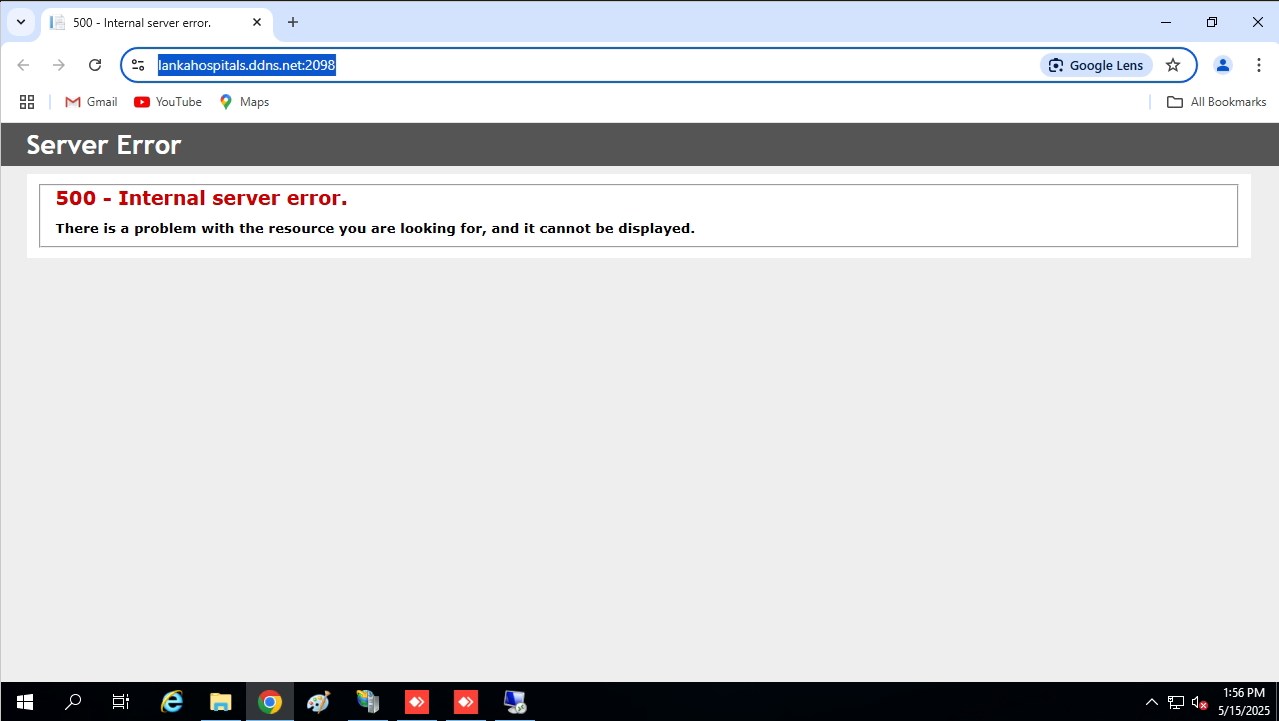 500 - Internal server error.
lankahospitals.ddns.net:2098
Google Lens
Gmail
YouTube
Maps
All Bookmarks
Server Error
500 - Internal server error.
There is a problem with the resource you are looking for, and it cannot be displayed.
1:56 PM
5/15/2025